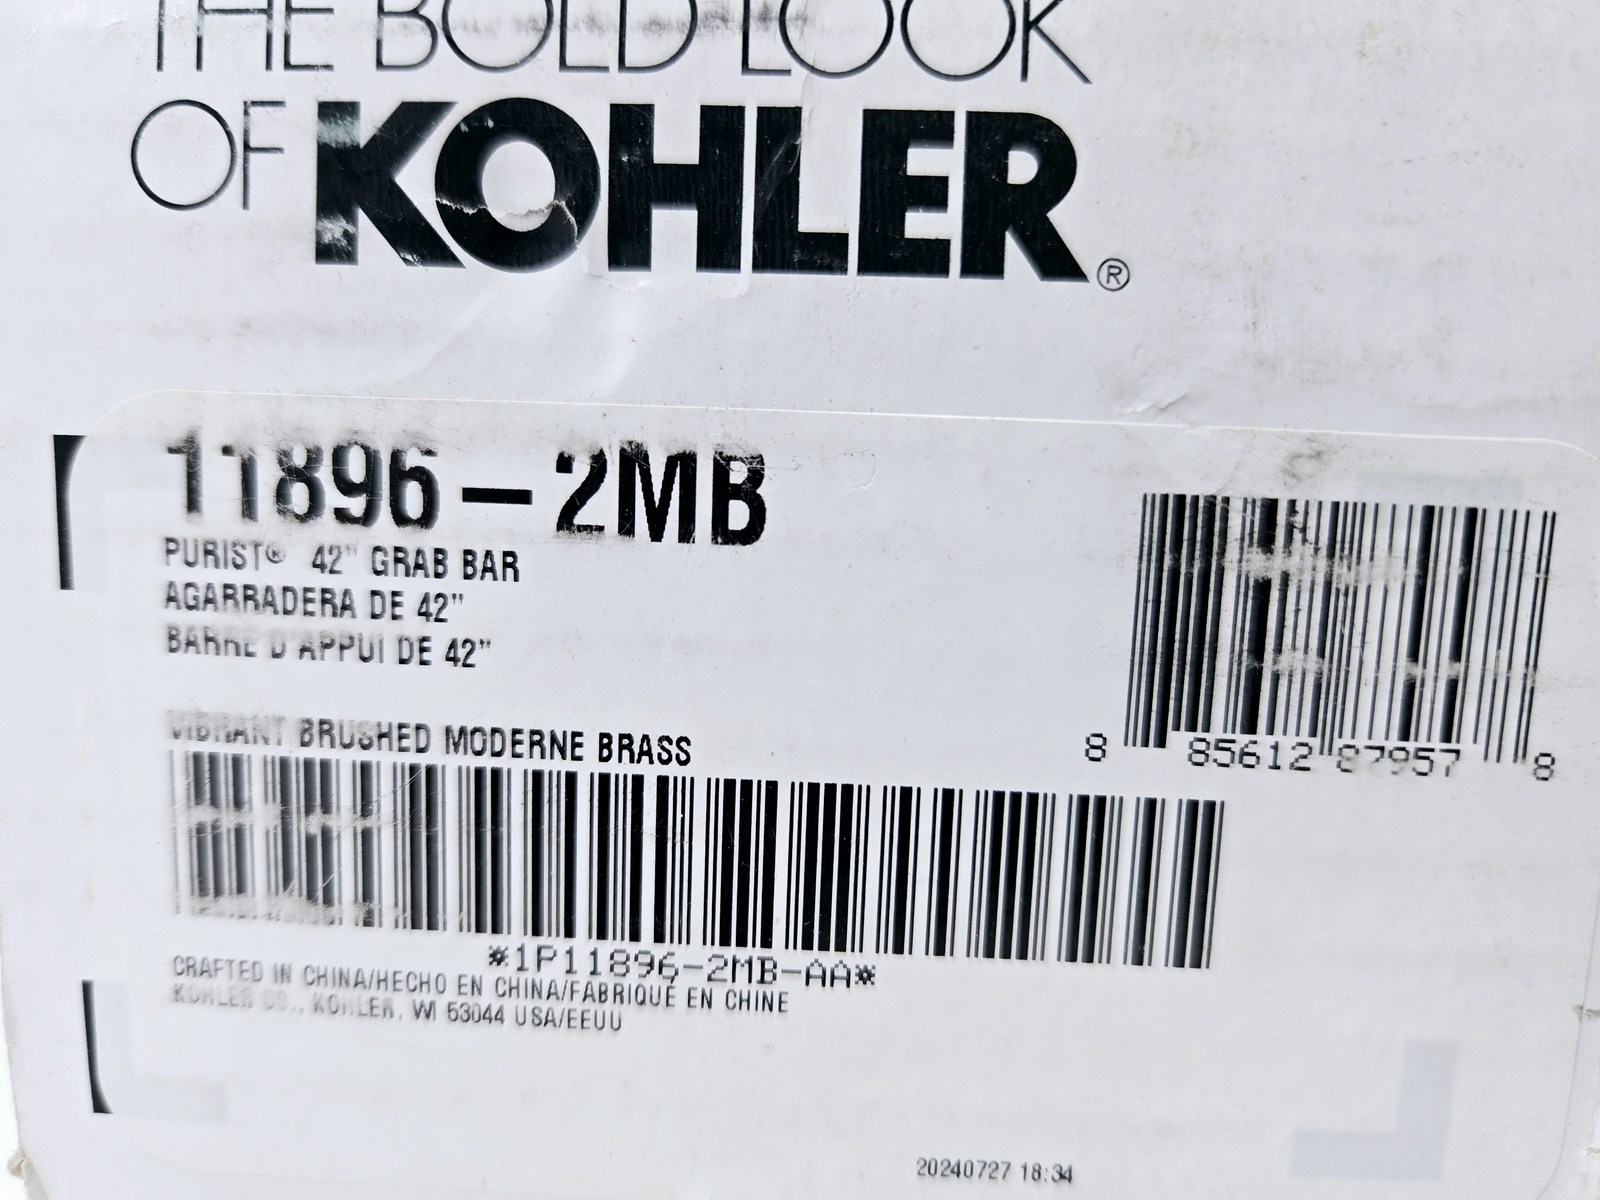 THE BOLD LOOK
OF KOHLER®
11896-2MB
PURIST® 42" GRAB BAR
AGARRADERA DE 42"
BARRE D'APPUI DE 42"
VIBRANT BRUSHED MODERNE BRASS
8 85612 87957 8
*1P11896-2MB-AA*
CRAFTED IN CHINA/HECHO EN CHINA/FABRIQUÉ EN CHINE
KOHLER CO., KOHLER, WI 53044 USA/EEUU
20240727 18:34